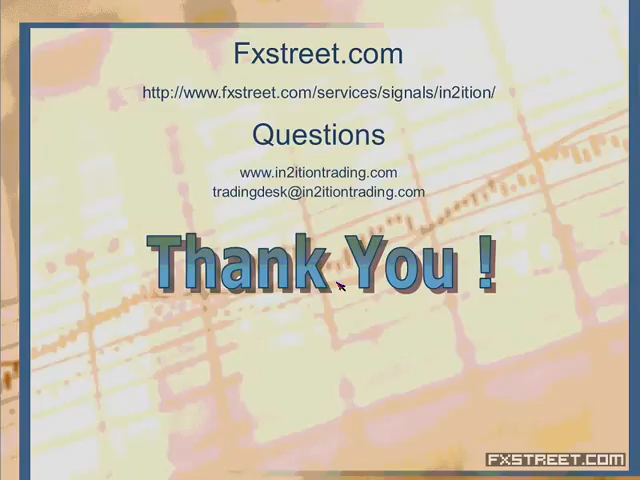 Fxstreet.com
http://www.fxstreet.com/services/signals/in2ition/
Questions
www.in2itiontrading.com
tradingdesk@in2itiontrading.com
Thank You !
FXSTREET.COM